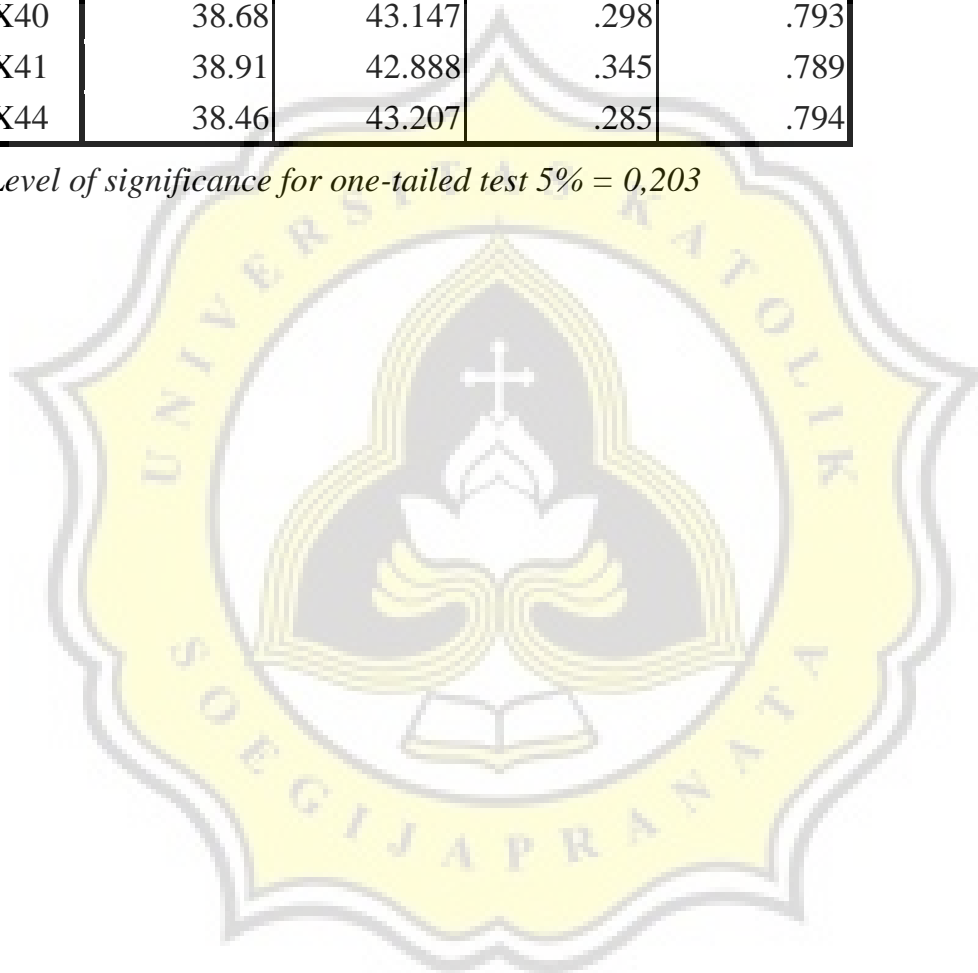 X40 38.68 43.147 .298 .793
X41 38.91 42.888 .345 .789
X44 38.46 43.207 .285 .794
Level of significance for one-tailed test 5% = 0,203
UNIVERSITAS KATOLIK
SOEGIJAPRANATA